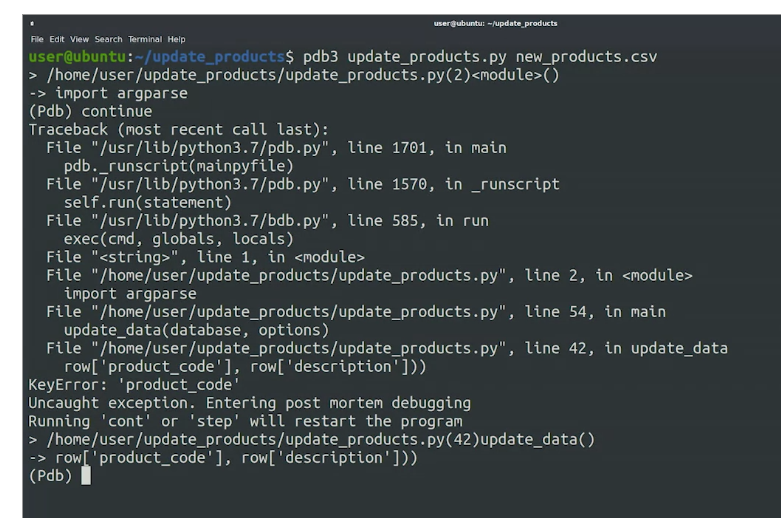 user@ubuntu: ~/update_products
File Edit View Search Terminal Help
user@ubuntu:~/update_products$ pdb3 update_products.py new_products.csv
> /home/user/update_products/update_products.py(2)<module>()
-> import argparse
(Pdb) continue
Traceback (most recent call last):
  File "/usr/lib/python3.7/pdb.py", line 1701, in main
    pdb._runscript(mainpyfile)
  File "/usr/lib/python3.7/pdb.py", line 1570, in _runscript
    self.run(statement)
  File "/usr/lib/python3.7/bdb.py", line 585, in run
    exec(cmd, globals, locals)
  File "<string>", line 1, in <module>
  File "/home/user/update_products/update_products.py", line 2, in <module>
    import argparse
  File "/home/user/update_products/update_products.py", line 54, in main
    update_data(database, options)
  File "/home/user/update_products/update_products.py", line 42, in update_data
    row['product_code'], row['description']))
KeyError: 'product_code'
Uncaught exception. Entering post mortem debugging
Running 'cont' or 'step' will restart the program
> /home/user/update_products/update_products.py(42)update_data()
-> row['product_code'], row['description']))
(Pdb)